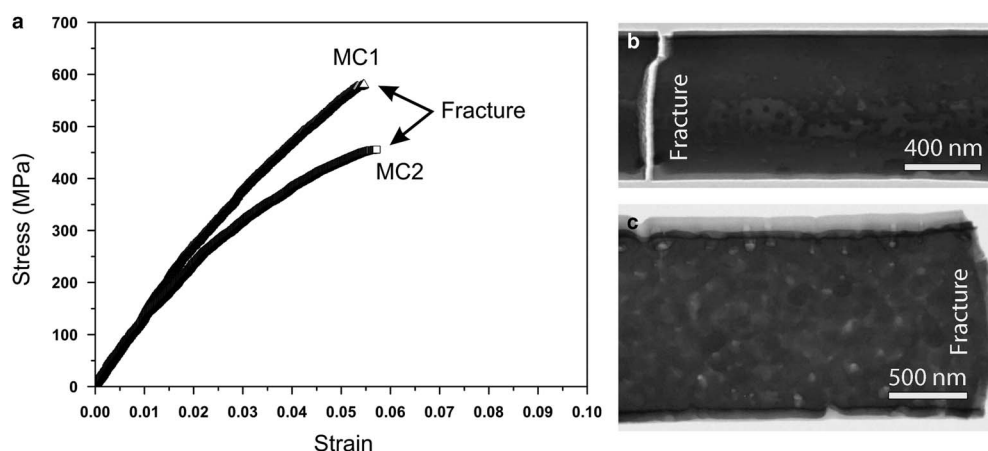 a
700
600
500
400
300
200
100
0
Stress (MPa)
MC1
Fracture
MC2
0.00 0.01 0.02 0.03 0.04 0.05 0.06 0.07 0.08 0.09 0.10
Strain
b
Fracture
400 nm
c
Fracture
500 nm